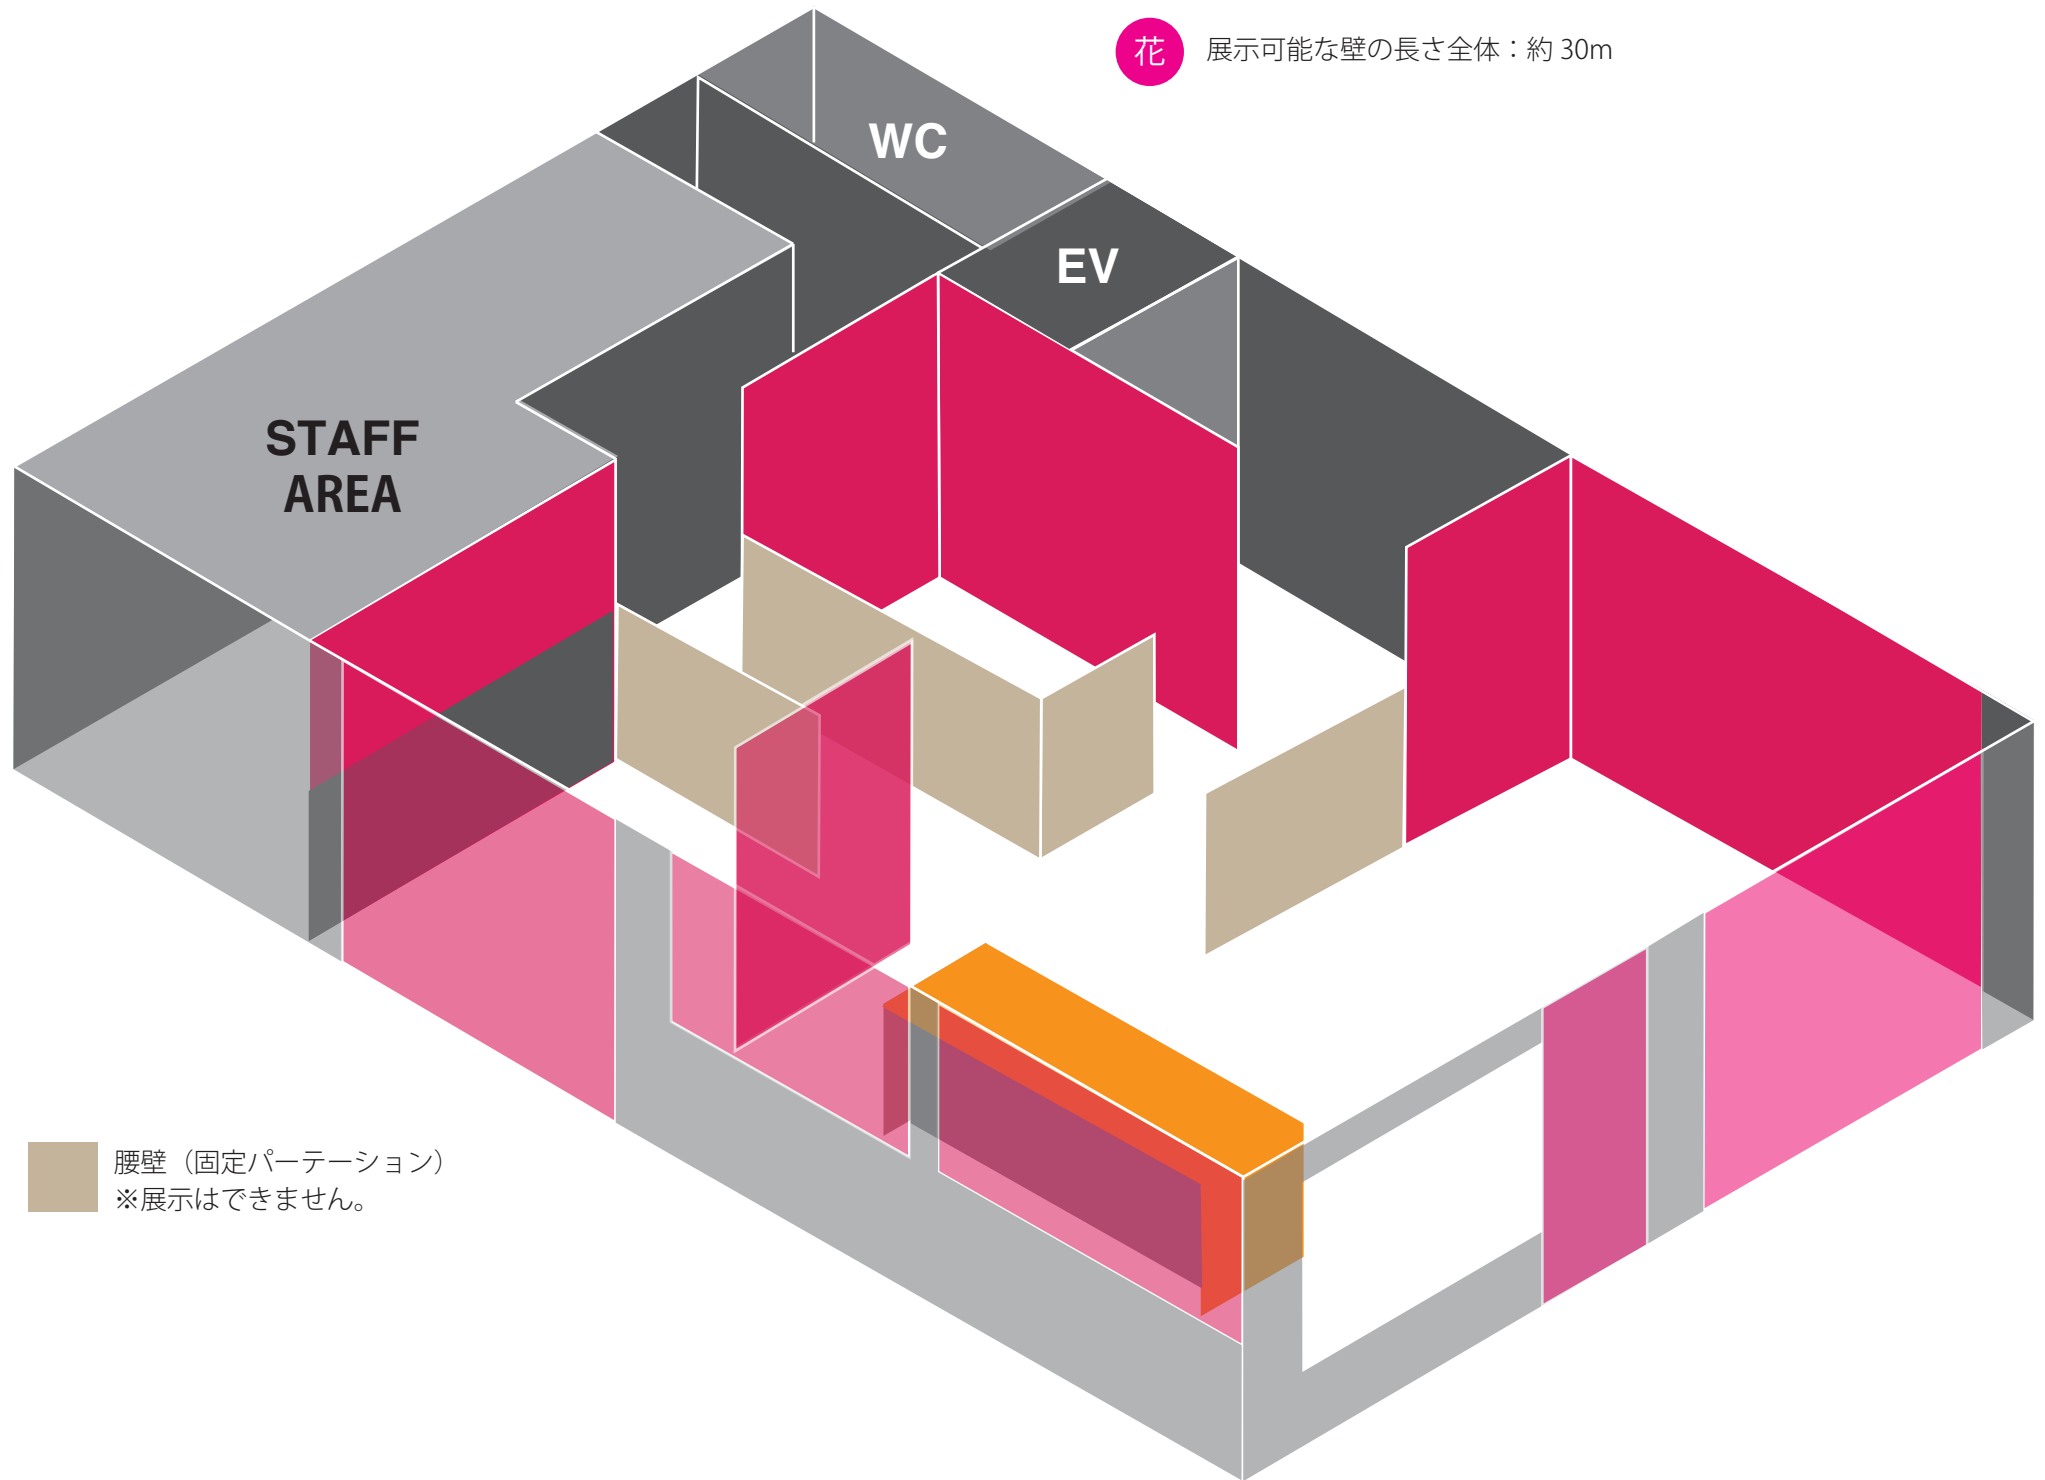 花 展示可能な壁の長さ全体：約 30m
WC
EV
STAFF
AREA
腰壁（固定パーテーション）
※展示はできません。